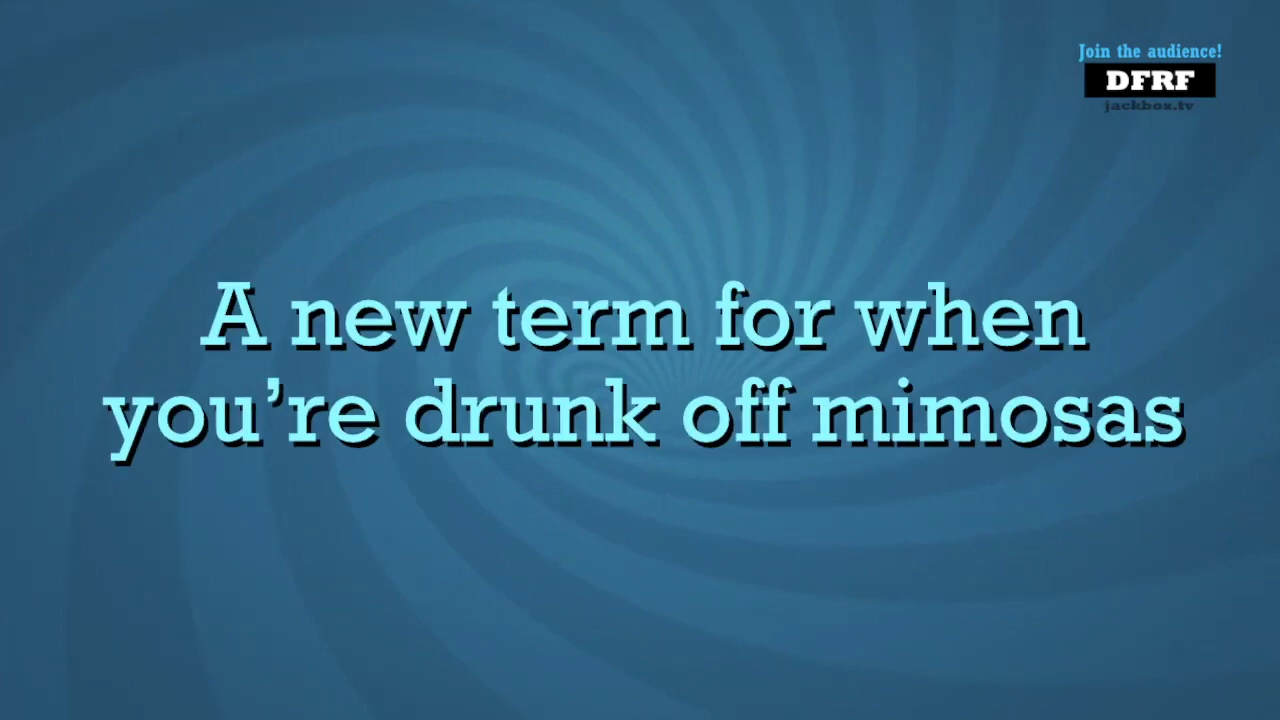 Join the audience!
DFRF
jackbox.tv
A new term for when
you’re drunk off mimosas